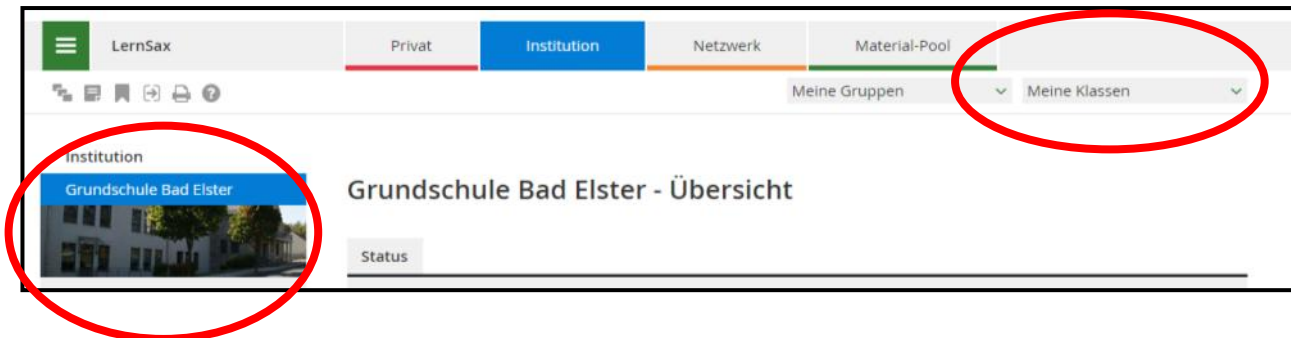 LernSax Privat Institution Netzwerk Material-Pool
Meine Gruppen Meine Klassen
Institution
Grundschule Bad Elster
Grundschule Bad Elster - Übersicht
Status